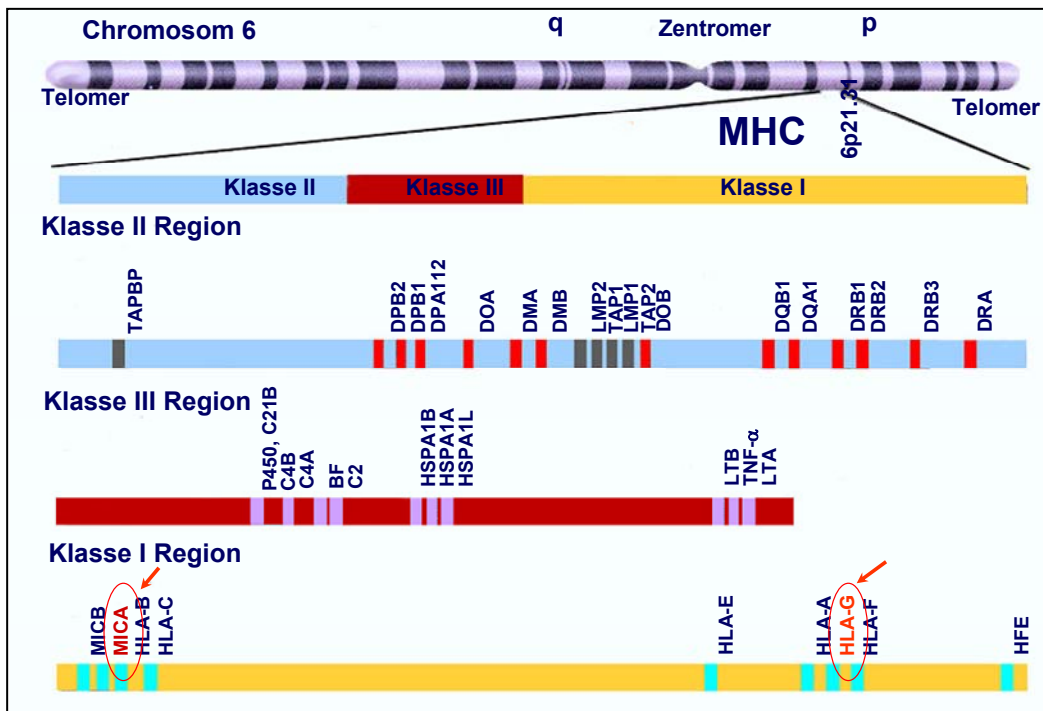 Chromosom 6
q
Zentromer
p
Telomer
Telomer
MHC
6p21.31
Klasse II
Klasse III
Klasse I
Klasse II Region
TAPBP
DPB2
DPB1
DPA112
DOA
DMA
DMB
LMP2
TAP1
LMP1
TAP2
DOB
DQB1
DQA1
DRB1
DRB2
DRB3
DRA
Klasse III Region
P450, C21B
C4B
C4A
BF
C2
HSPA1B
HSPA1A
HSPA1L
LTB
TNF-α
LTA
Klasse I Region
MICB
MICA
HLA-B
HLA-C
HLA-E
HLA-A
HLA-G
HLA-F
HFE